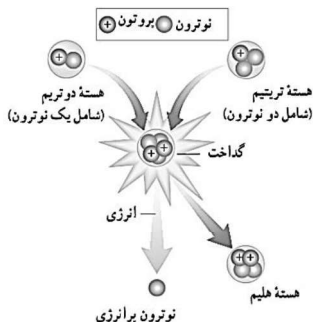 نوترون پروتون
هستهٔ تریتیم
(شامل دو نوترون)
هستهٔ دوتریم
(شامل یک نوترون)
گداخت
انرژی
هستهٔ هلیم
نوترون پرانرژی